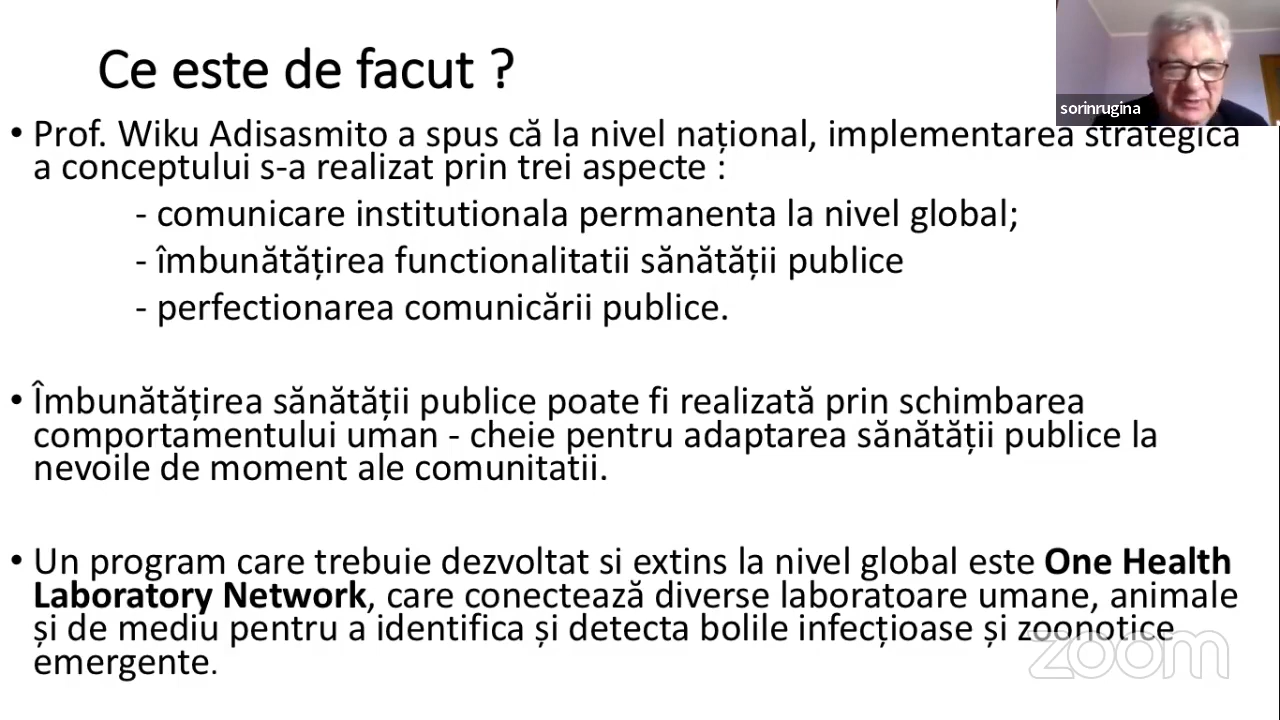 Ce este de facut ?
sorinrugina
• Prof. Wiku Adisasmito a spus că la nivel național, implementarea strategică
a conceptului s-a realizat prin trei aspecte :
- comunicare institutionala permanenta la nivel global;
- îmbunătățirea functionalitatii sănătății publice
- perfectionarea comunicării publice.
• Îmbunătățirea sănătății publice poate fi realizată prin schimbarea
comportamentului uman - cheie pentru adaptarea sănătății publice la
nevoile de moment ale comunitatii.
• Un program care trebuie dezvoltat si extins la nivel global este One Health
Laboratory Network, care conectează diverse laboratoare umane, animale
și de mediu pentru a identifica și detecta bolile infecțioase și zoonotice
emergente.
zoom